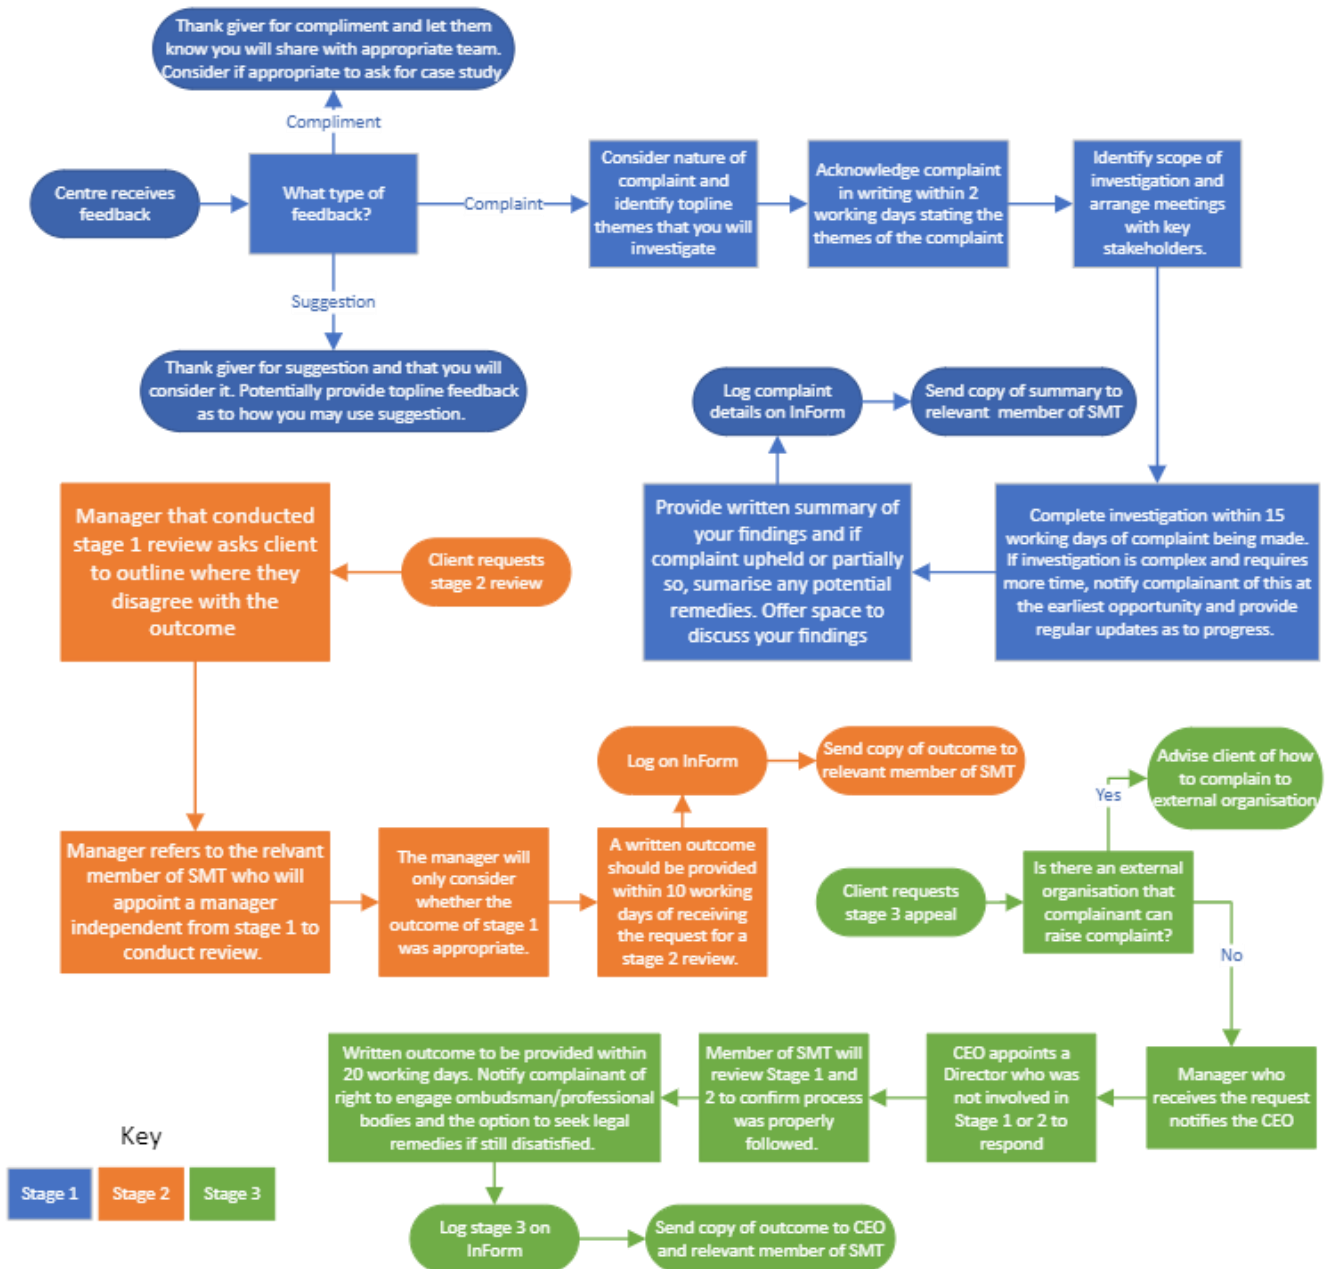 Thank giver for compliment and let them
know you will share with appropriate team.
Consider if appropriate to ask for case study
Compliment
Centre receives
feedback
What type of
feedback?
Complaint
Consider nature of
complaint and
identify topline
themes that you will
investigate
Acknowledge complaint
in writing within 2
working days stating the
themes of the complaint
Identify scope of
investigation and
arrange meetings
with key
stakeholders.
Suggestion
Thank giver for suggestion and that you will
consider it. Potentially provide topline feedback
as to how you may use suggestion.
Log complaint
details on InForm
Send copy of summary to
relevant member of SMT
Provide written summary of
your findings and if
complaint upheld or partially
so, sumarise any potential
remedies. Offer space to
discuss your findings
Complete investigation within 15
working days of complaint being made.
If investigation is complex and requires
more time, notify complainant of this at
the earliest opportunity and provide
regular updates as to progress.
Manager that conducted
stage 1 review asks client
to outline where they
disagree with the
outcome
Client requests
stage 2 review
Log on InForm
Send copy of outcome to
relevant member of SMT
Manager refers to the relvant
member of SMT who will
appoint a manager
independent from stage 1 to
conduct review.
The manager will
only consider
whether the
outcome of stage 1
was appropriate.
A written outcome
should be provided
within 10 working
days of receiving
the request for a
stage 2 review.
Advise client of how
to complain to
external organisation
Yes
Client requests
stage 3 appeal
Is there an external
organisation that
complainant can
raise complaint?
No
Written outcome to be provided within
20 working days. Notify complainant of
right to engage ombudsman/professional
bodies and the option to seek legal
remedies if still disatisfied.
Member of SMT will
review Stage 1 and
2 to confirm process
was properly
followed.
CEO appoints a
Director who was
not involved in
Stage 1 or 2 to
respond
Manager who
receives the request
notifies the CEO
Key
Stage 1
Stage 2
Stage 3
Log stage 3 on
InForm
Send copy of outcome to CEO
and relevant member of SMT